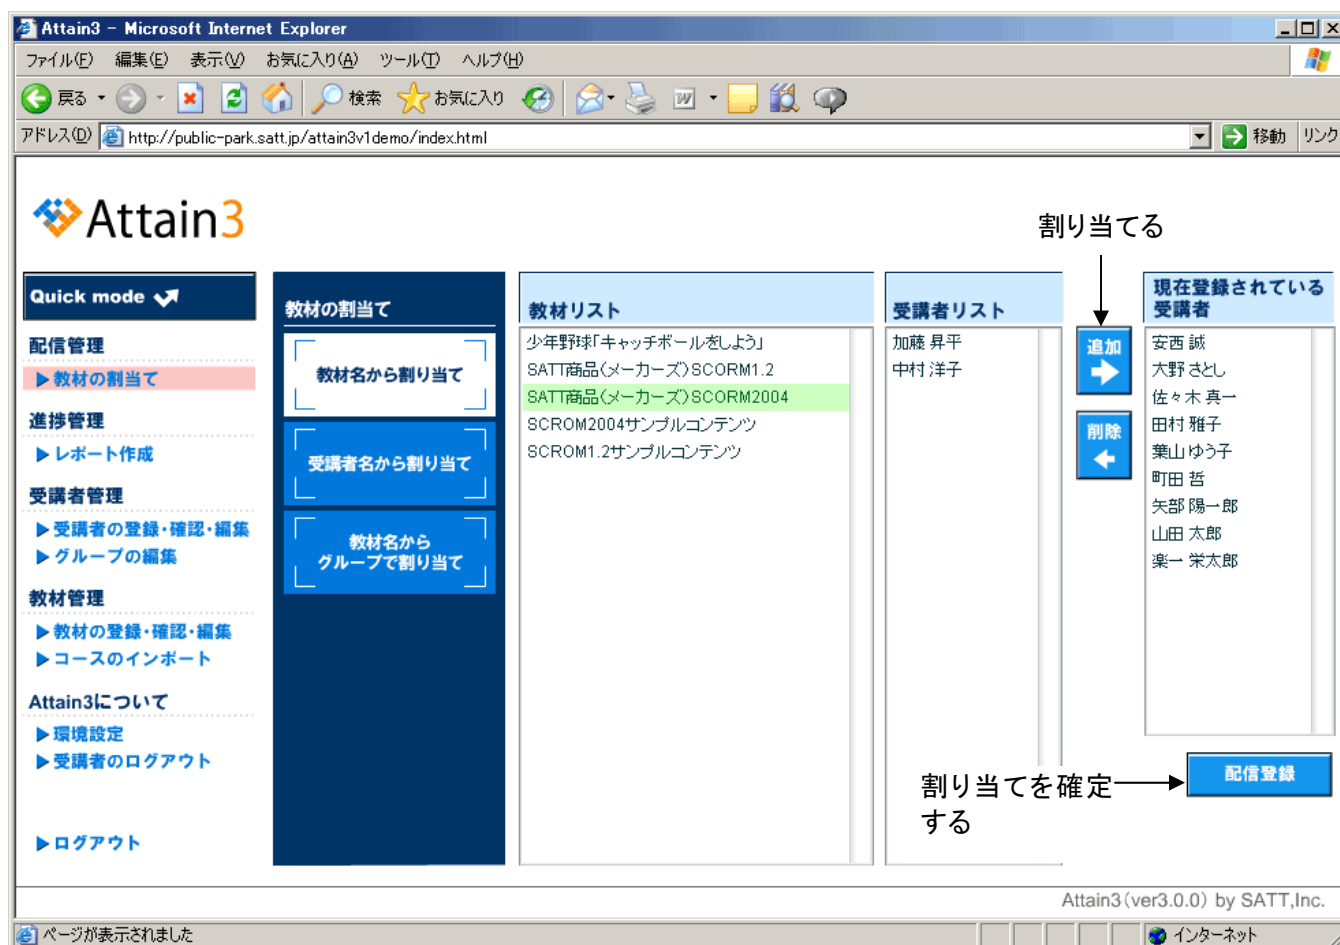 Attain3 - Microsoft Internet Explorer
ファイル(F) 編集(E) 表示(V) お気に入り(A) ツール(T) ヘルプ(H)
戻る 検索 お気に入り
アドレス(D) http://public-park.satt.jp/attain3v1demo/index.html 移動 リンク
Attain3
割り当てる
Quick mode
配信管理
教材の割当て
進捗管理
レポート作成
受講者管理
受講者の登録・確認・編集
グループの編集
教材管理
教材の登録・確認・編集
コースのインポート
Attain3について
環境設定
受講者のログアウト
ログアウト
教材の割当て
教材名から割り当て
受講者名から割り当て
教材名から
グループで割り当て
教材リスト
少年野球「キャッチボールをしよう」
SATT商品(メーカーズ)SCORM1.2
SATT商品(メーカーズ)SCORM2004
SCROM2004サンプルコンテンツ
SCROM1.2サンプルコンテンツ
受講者リスト
加藤 昇平
中村 洋子
追加
削除
現在登録されている
受講者
安西 誠
大野 さとし
佐々木 真一
田村 雅子
葉山 ゆう子
町田 哲
矢部 陽一郎
山田 太郎
楽一 栄太郎
割り当てを確定
する
配信登録
Attain3(ver3.0.0) by SATT,Inc.
ページが表示されました インターネット